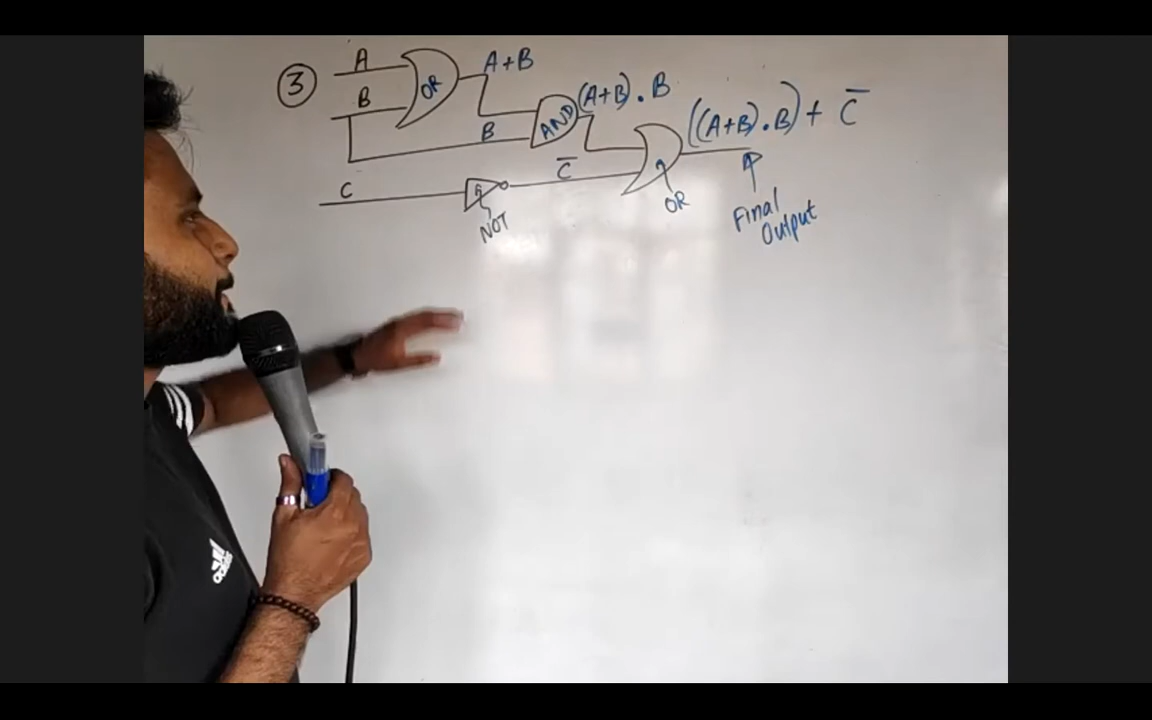 3
A
B
OR
A+B
B
AND
(A+B).B
C
NOT
C̅
OR
((A+B).B)+C̅
Final
Output
adidas